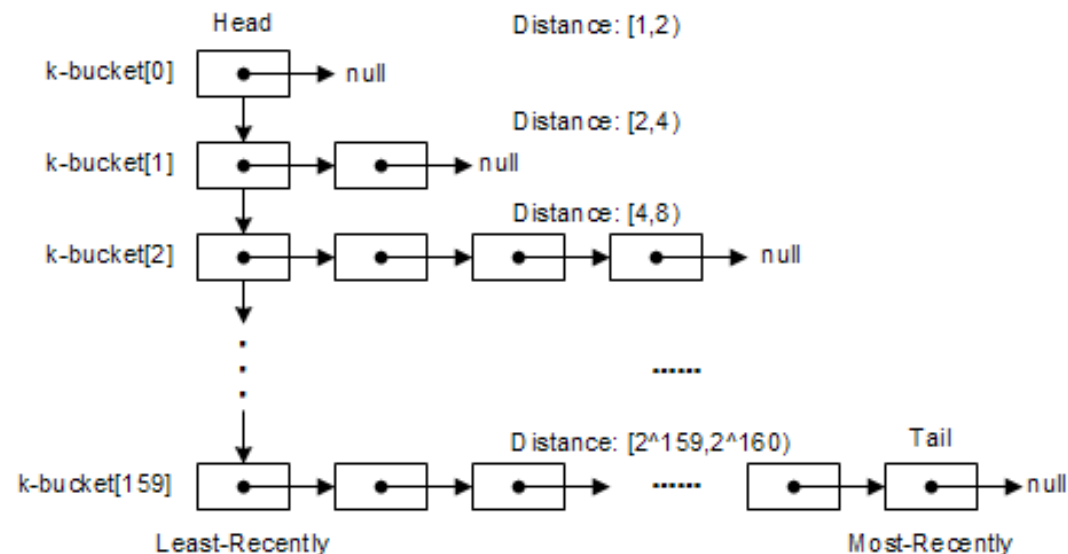 Head
Distance: [1,2)
k-bucket[0]
null
Distance: [2,4)
k-bucket[1]
null
Distance: [4,8)
k-bucket[2]
null
......
Distance: [2^159,2^160)
Tail
k-bucket[159]
......
null
Least-Recently
Most-Recently